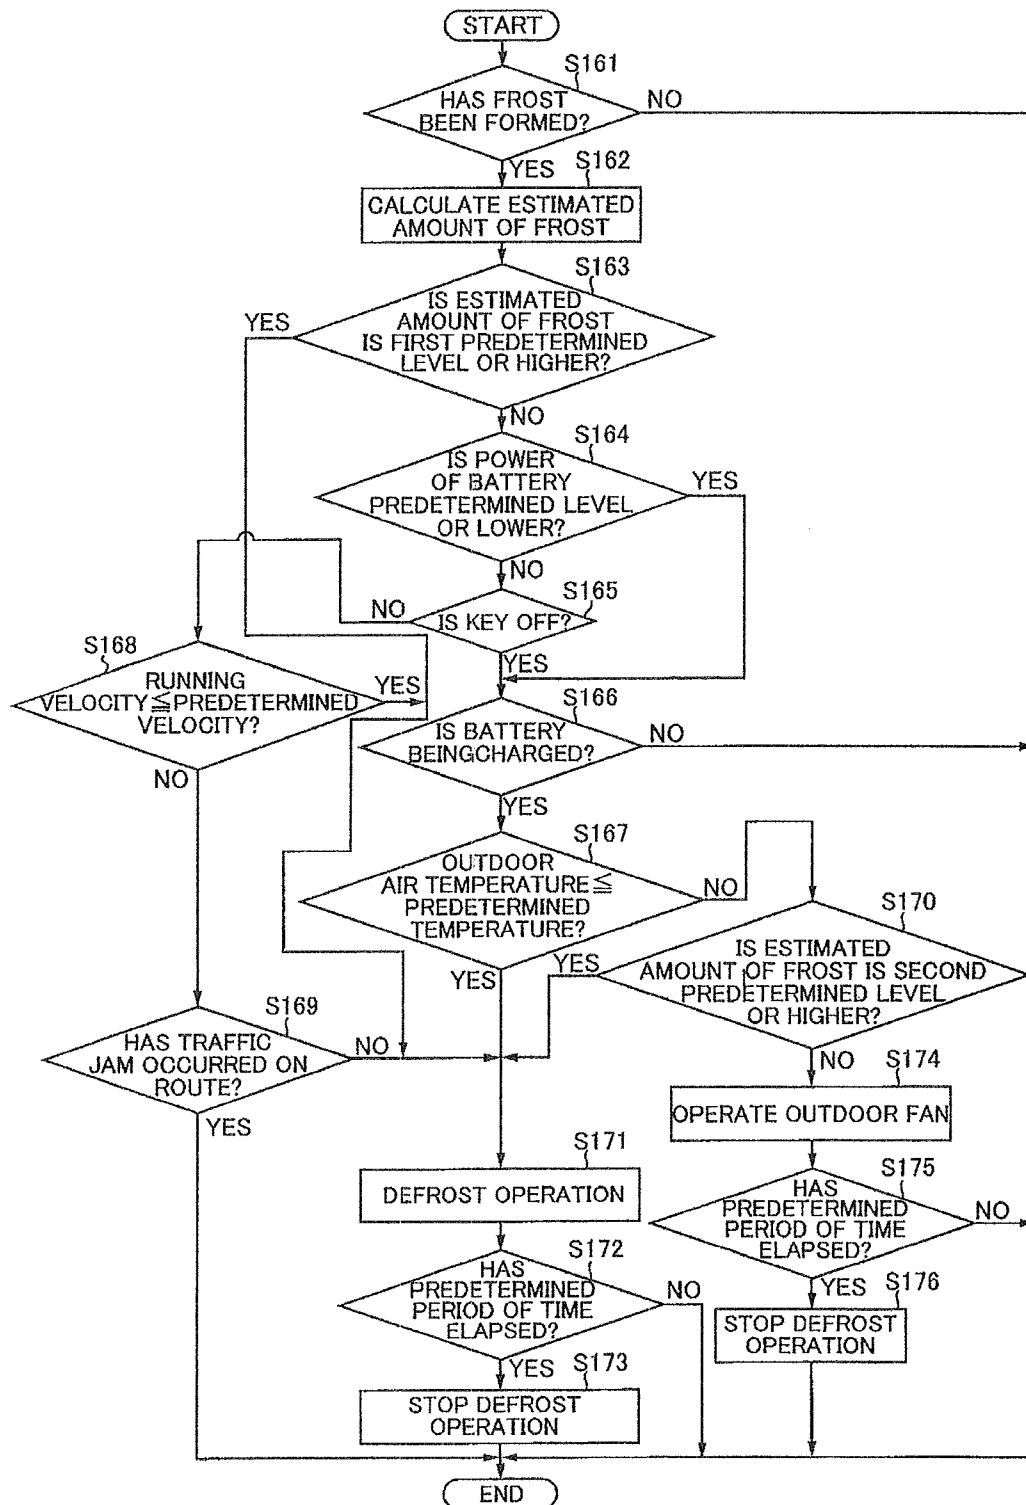 START
S161
HAS FROST
BEEN FORMED?
NO
YES
S162
CALCULATE ESTIMATED
AMOUNT OF FROST
S163
IS ESTIMATED
AMOUNT OF FROST
IS FIRST PREDETERMINED
LEVEL OR HIGHER?
YES
NO
S164
IS POWER
OF BATTERY
PREDETERMINED LEVEL
OR LOWER?
YES
NO
S165
IS KEY OFF?
NO
YES
S168
RUNNING
VELOCITY≦PREDETERMINED
VELOCITY?
YES
NO
S166
IS BATTERY
BEINGCHARGED?
NO
YES
S167
OUTDOOR
AIR TEMPERATURE≦
PREDETERMINED
TEMPERATURE?
NO
YES
S170
IS ESTIMATED
AMOUNT OF FROST IS SECOND
PREDETERMINED LEVEL
OR HIGHER?
YES
NO
S169
HAS TRAFFIC
JAM OCCURRED ON
ROUTE?
NO
YES
S174
OPERATE OUTDOOR FAN
S171
DEFROST OPERATION
S175
HAS
PREDETERMINED
PERIOD OF TIME
ELAPSED?
NO
YES
S172
HAS
PREDETERMINED
PERIOD OF TIME
ELAPSED?
NO
YES
S176
STOP DEFROST
OPERATION
S173
STOP DEFROST
OPERATION
END